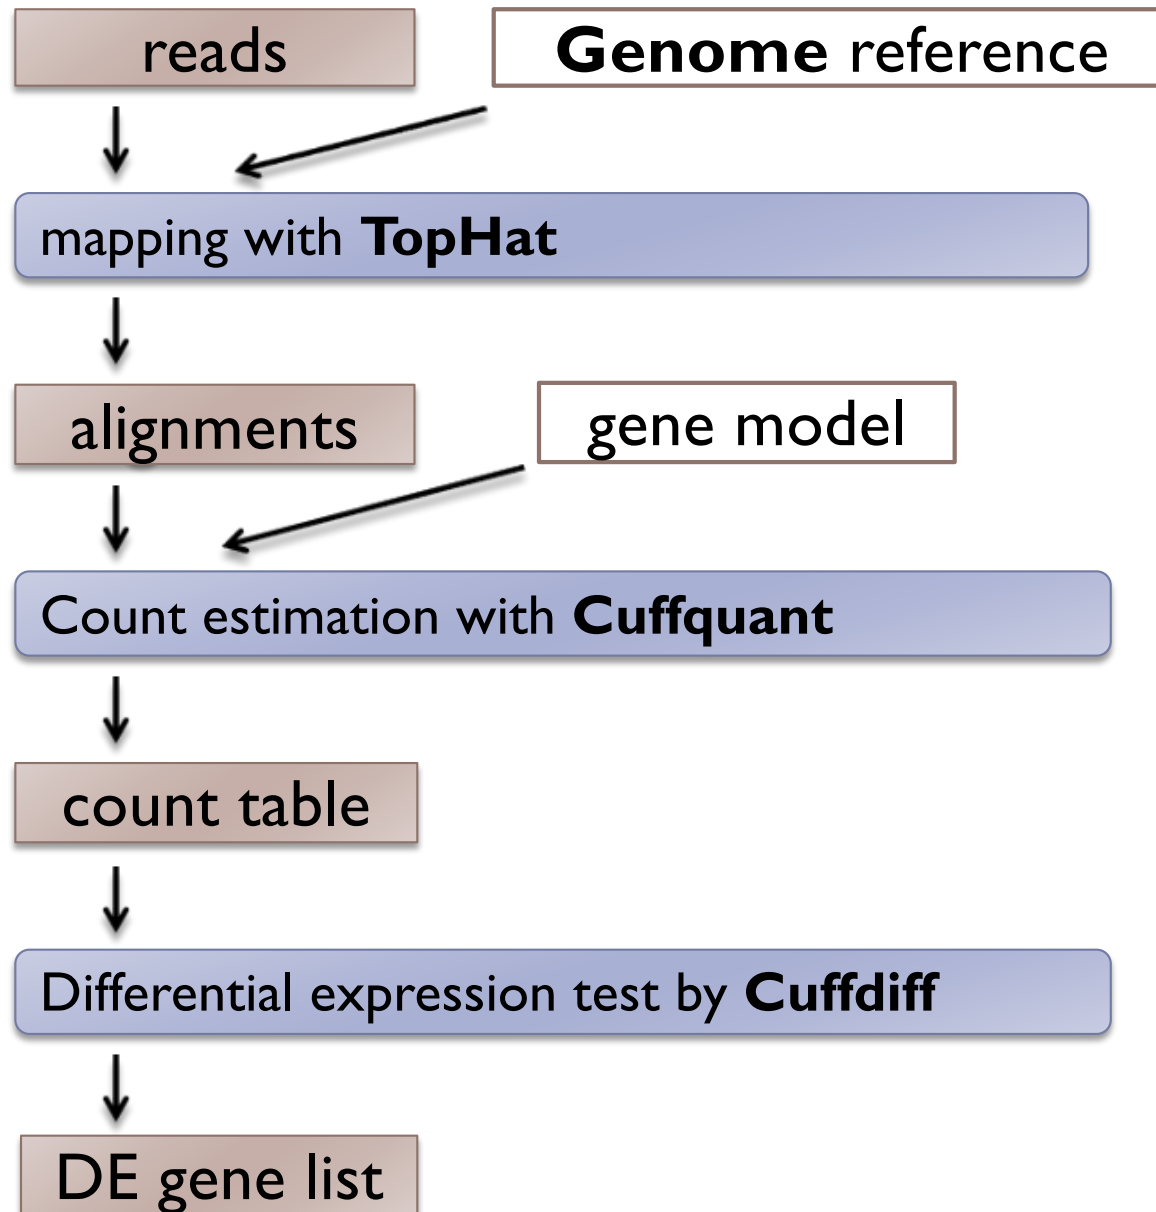 reads
Genome reference
mapping with TopHat
alignments
gene model
Count estimation with Cuffquant
count table
Differential expression test by Cuffdiff
DE gene list